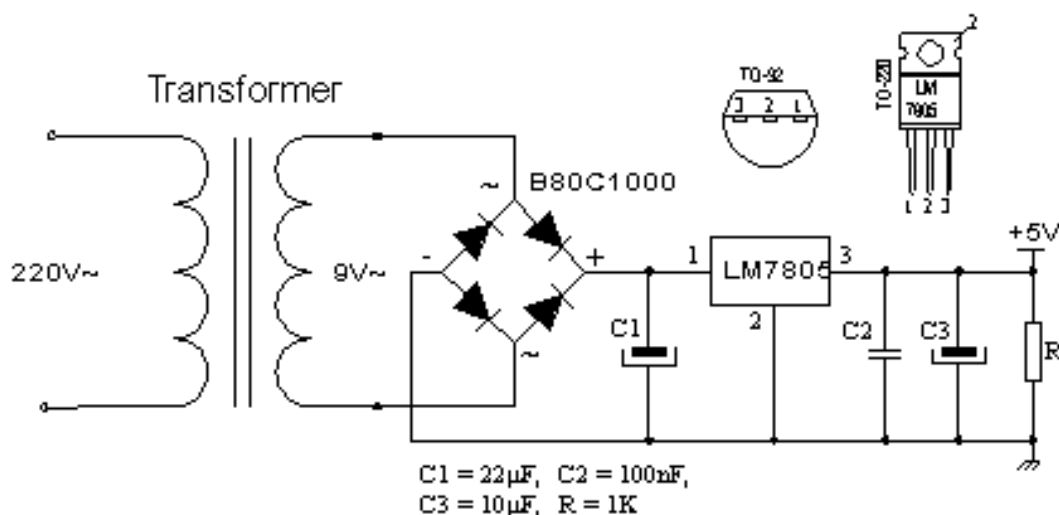 Transformer
220V~
9V~
~
B80C1000
-
+
~
C1
1
LM7805
3
2
C2
C3
+5V
R
TO-92
3 2 1
TO-220
2
LM
7805
1 2 3
C1 = 22µF, C2 = 100nF,
C3 = 10µF, R = 1K